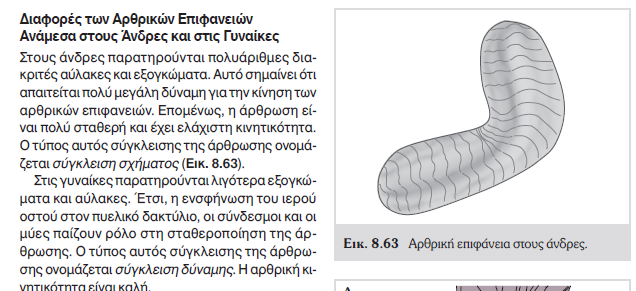 Διαφορές των Αρθρικών Επιφανειών
Ανάμεσα στους Άνδρες και στις Γυναίκες
Στους άνδρες παρατηρούνται πολυάριθμες δια-
κριτές αύλακες και εξογκώματα. Αυτό σημαίνει ότι
απαιτείται πολύ μεγάλη δύναμη για την κίνηση των
αρθρικών επιφανειών. Επομένως, η άρθρωση εί-
ναι πολύ σταθερή και έχει ελάχιστη κινητικότητα.
Ο τύπος αυτός σύγκλεισης της άρθρωσης ονομά-
ζεται σύγκλειση σχήματος (Εικ. 8.63).
Στις γυναίκες παρατηρούνται λιγότερα εξογκώ-
ματα και αύλακες. Έτσι, η ενσφήνωση του ιερού
οστού στον πυελικό δακτύλιο, οι σύνδεσμοι και οι
μύες παίζουν ρόλο στη σταθεροποίηση της άρ-
θρωσης. Ο τύπος αυτός σύγκλεισης της άρθρω-
σης ονομάζεται σύγκλειση δύναμης. Η αρθρική κι-
νητικότητα είναι καλή.
Εικ. 8.63 Αρθρική επιφάνεια στους άνδρες.